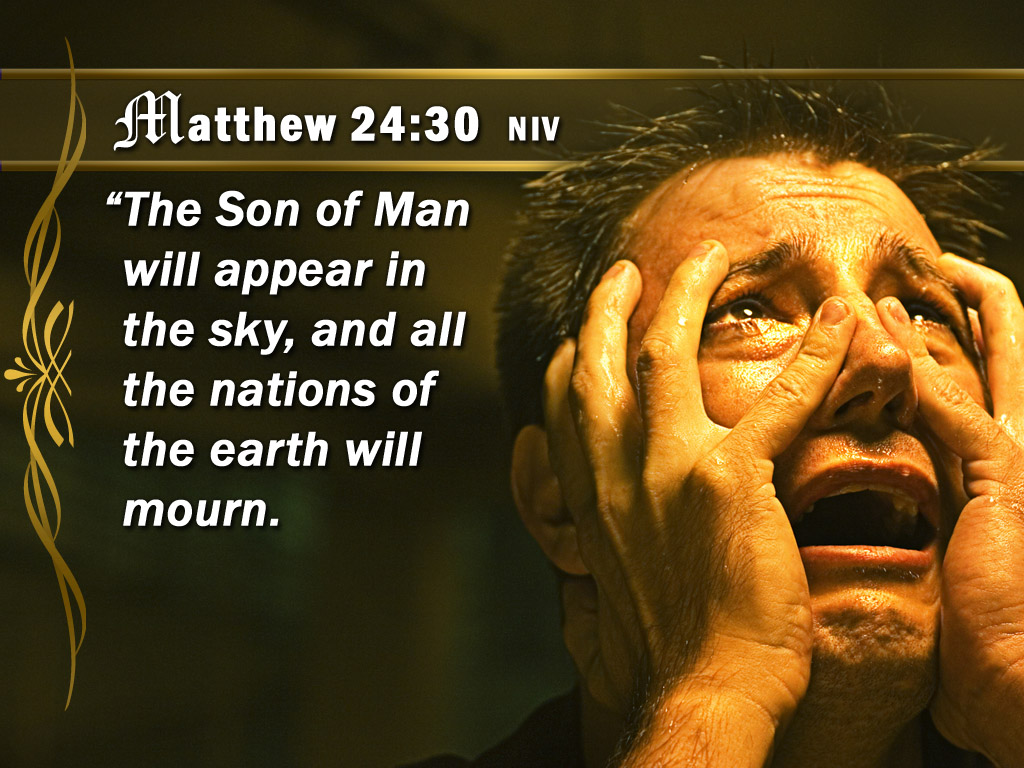 Matthew 24:30 NIV
“The Son of Man
will appear in
the sky, and all
the nations of
the earth will
mourn.